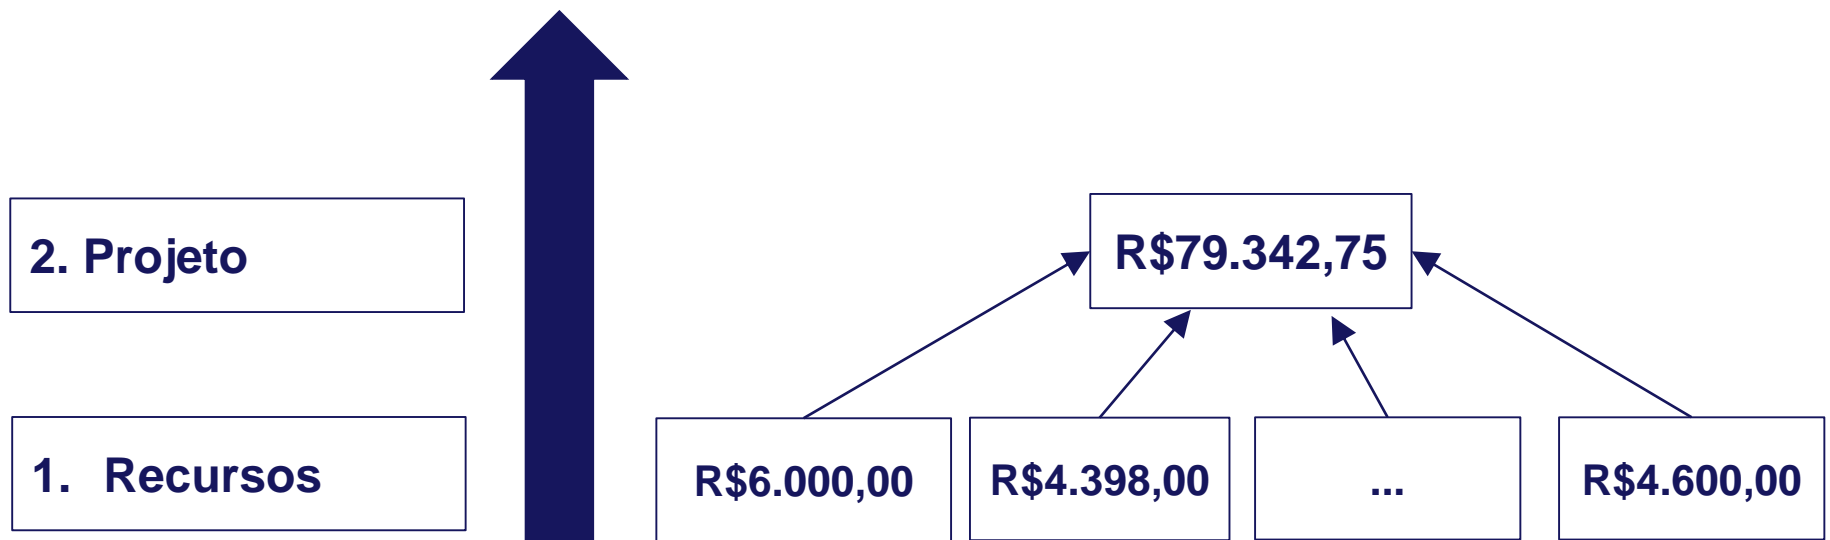 2. Projeto
R$79.342,75
1. Recursos
R$6.000,00
R$4.398,00
...
R$4.600,00